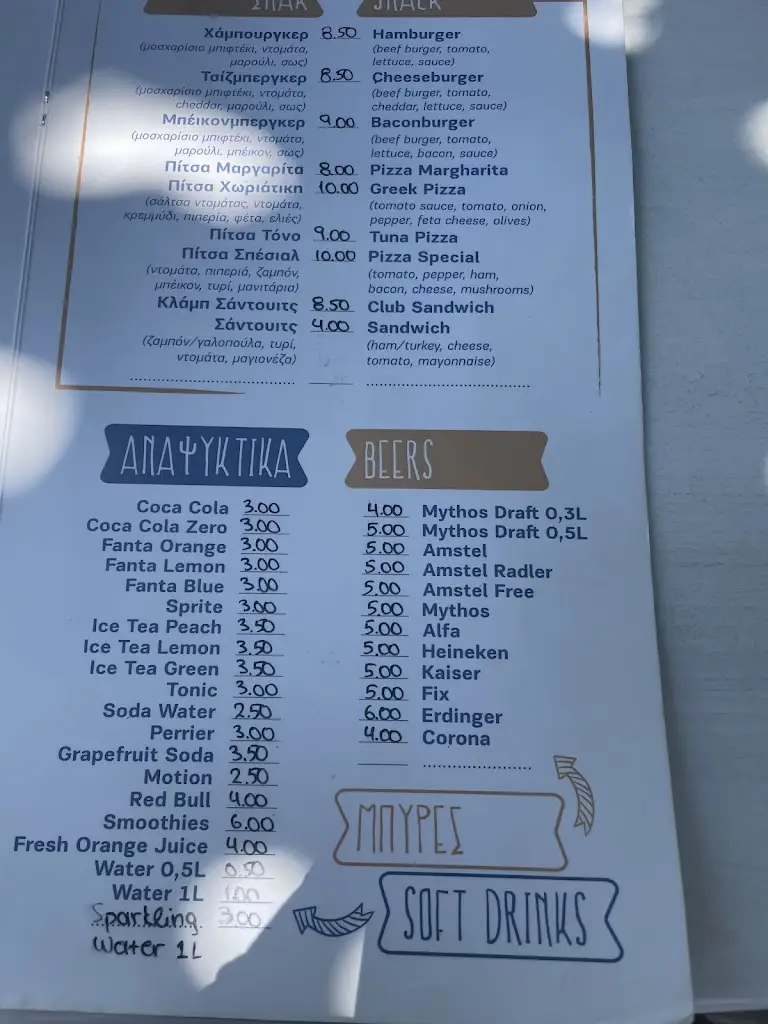 ΣΝΑΚ SNACK
Χάμπουργκερ 8.50 Hamburger
(μοσχαρίσιο μπιφτέκι, ντομάτα, (beef burger, tomato,
μαρούλι, σως) lettuce, sauce)
Τσίζμπεργκερ 8.50 Cheeseburger
(μοσχαρίσιο μπιφτέκι, ντομάτα, (beef burger, tomato,
cheddar, μαρούλι, σως) cheddar, lettuce, sauce)
Μπέικονμπεργκερ 9.00 Baconburger
(μοσχαρίσιο μπιφτέκι, ντομάτα, (beef burger, tomato,
μαρούλι, μπέικον, σως) lettuce, bacon, sauce)
Πίτσα Μαργαρίτα 8.00 Pizza Margharita
Πίτσα Χωριάτικη 10.00 Greek Pizza
(σάλτσα ντομάτας, ντομάτα, (tomato sauce, tomato, onion,
κρεμμύδι, πιπερία, φέτα, ελιές) pepper, feta cheese, olives)
Πίτσα Τόνο 9.00 Tuna Pizza
Πίτσα Σπέσιαλ 10.00 Pizza Special
(ντομάτα, πιπεριά, ζαμπόν, (tomato, pepper, ham,
μπέικον, τυρί, μανιτάρια) bacon, cheese, mushrooms)
Κλάμπ Σάντουιτς 8.50 Club Sandwich
Σάντουιτς 4.00 Sandwich
(ζαμπόν/γαλοπούλα, τυρί, (ham/turkey, cheese,
ντομάτα, μαγιονέζα) tomato, mayonnaise)
ΑΝΑΨΥΚΤΙΚΑ
Coca Cola 3.00
Coca Cola Zero 3.00
Fanta Orange 3.00
Fanta Lemon 3.00
Fanta Blue 3.00
Sprite 3.00
Ice Tea Peach 3.50
Ice Tea Lemon 3.50
Ice Tea Green 3.50
Tonic 3.00
Soda Water 2.50
Perrier 3.00
Grapefruit Soda 3.50
Motion 2.50
Red Bull 4.00
Smoothies 6.00
Fresh Orange Juice 4.00
Water 0,5L 0.50
Water 1L 1.00
Sparkling 3.00
Water 1L
SOFT DRINKS
BEERS
4.00 Mythos Draft 0,3L
5.00 Mythos Draft 0,5L
5.00 Amstel
5.00 Amstel Radler
5.00 Amstel Free
5.00 Mythos
5.00 Alfa
5.00 Heineken
5.00 Kaiser
5.00 Fix
6.00 Erdinger
4.00 Corona
ΜΠΥΡΕΣ